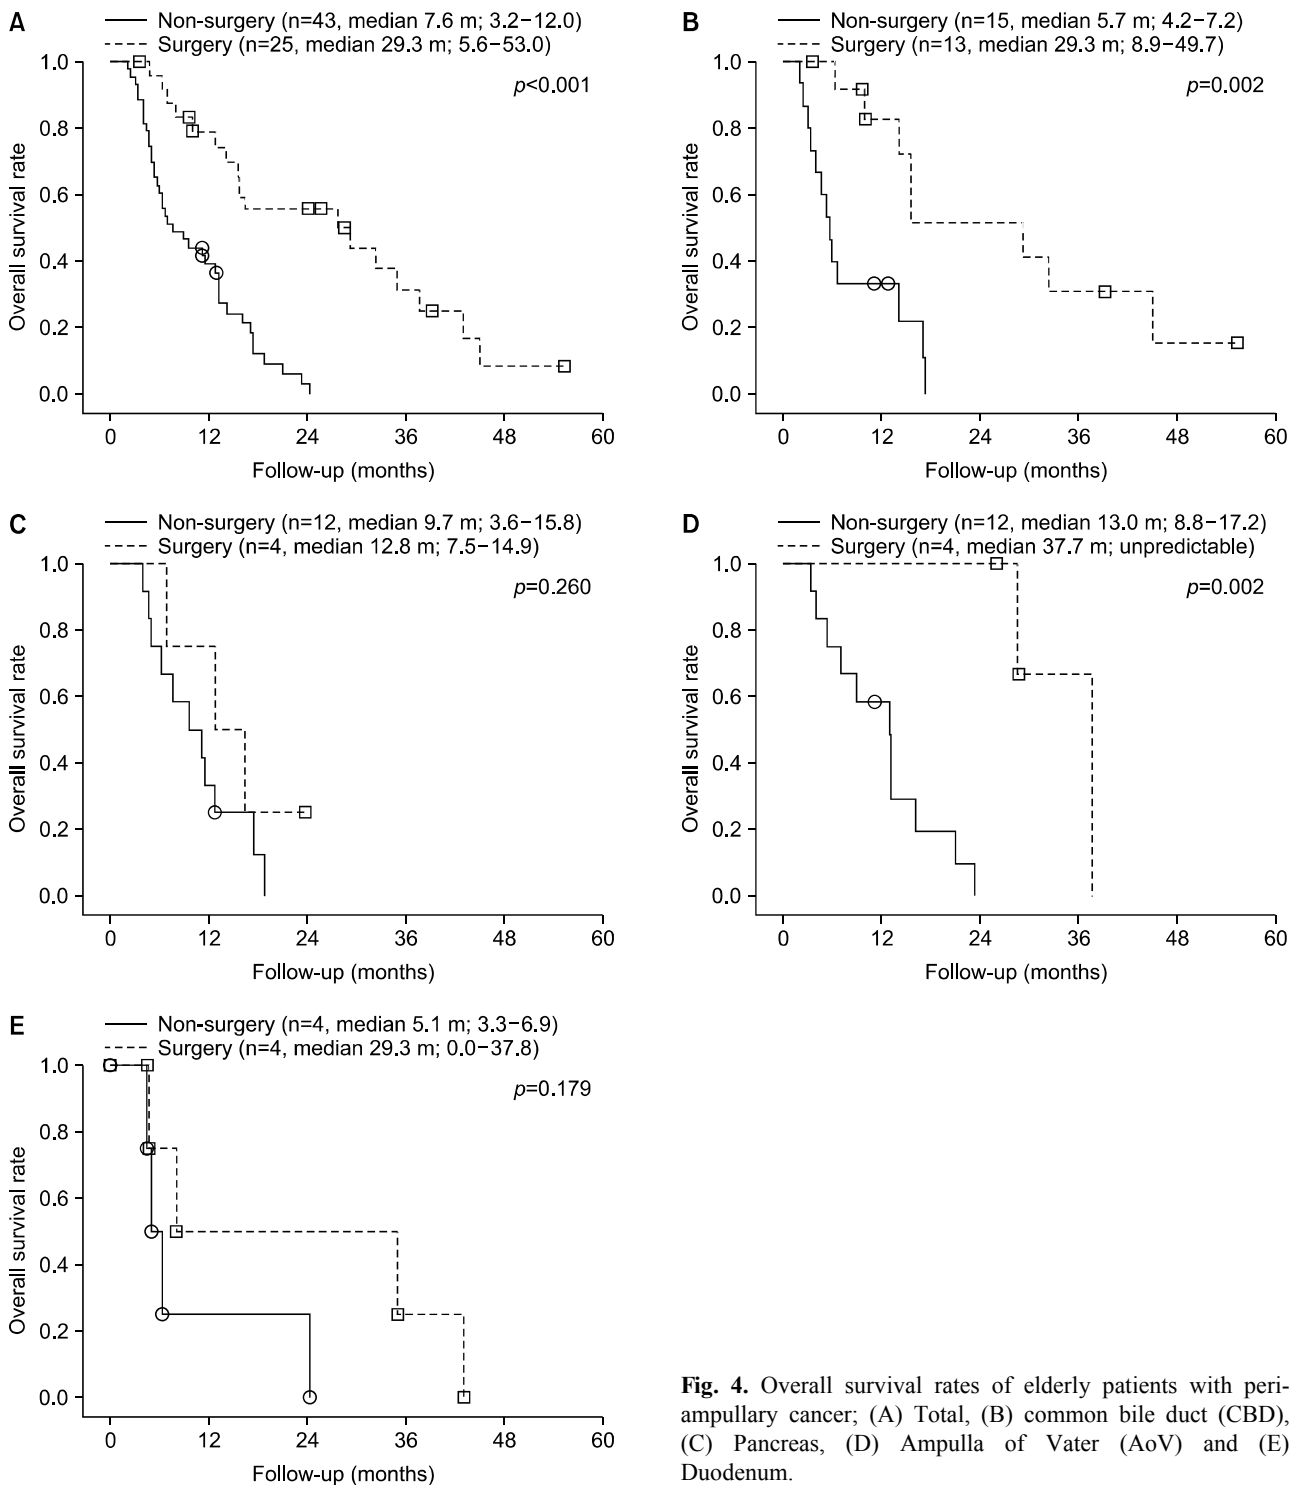 A
Non-surgery (n=43, median 7.6 m; 3.2−12.0)
Surgery (n=25, median 29.3 m; 5.6−53.0)
p<0.001
1.0
0.8
0.6
0.4
0.2
0.0
Overall survival rate
0 12 24 36 48 60
Follow-up (months)
B
Non-surgery (n=15, median 5.7 m; 4.2−7.2)
Surgery (n=13, median 29.3 m; 8.9−49.7)
p=0.002
1.0
0.8
0.6
0.4
0.2
0.0
Overall survival rate
0 12 24 36 48 60
Follow-up (months)
C
Non-surgery (n=12, median 9.7 m; 3.6−15.8)
Surgery (n=4, median 12.8 m; 7.5−14.9)
p=0.260
1.0
0.8
0.6
0.4
0.2
0.0
Overall survival rate
0 12 24 36 48 60
Follow-up (months)
D
Non-surgery (n=12, median 13.0 m; 8.8−17.2)
Surgery (n=4, median 37.7 m; unpredictable)
p=0.002
1.0
0.8
0.6
0.4
0.2
0.0
Overall survival rate
0 12 24 36 48 60
Follow-up (months)
E
Non-surgery (n=4, median 5.1 m; 3.3−6.9)
Surgery (n=4, median 29.3 m; 0.0−37.8)
p=0.179
1.0
0.8
0.6
0.4
0.2
0.0
Overall survival rate
0 12 24 36 48 60
Follow-up (months)
Fig. 4. Overall survival rates of elderly patients with peri-
ampullary cancer; (A) Total, (B) common bile duct (CBD),
(C) Pancreas, (D) Ampulla of Vater (AoV) and (E)
Duodenum.